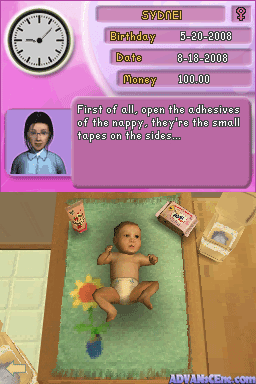 SYDNEI
Birthday 5-20-2008
Date 8-18-2008
Money 100.00
First of all, open the adhesives
of the nappy, they're the small
tapes on the sides...
ADVANsCEne.com